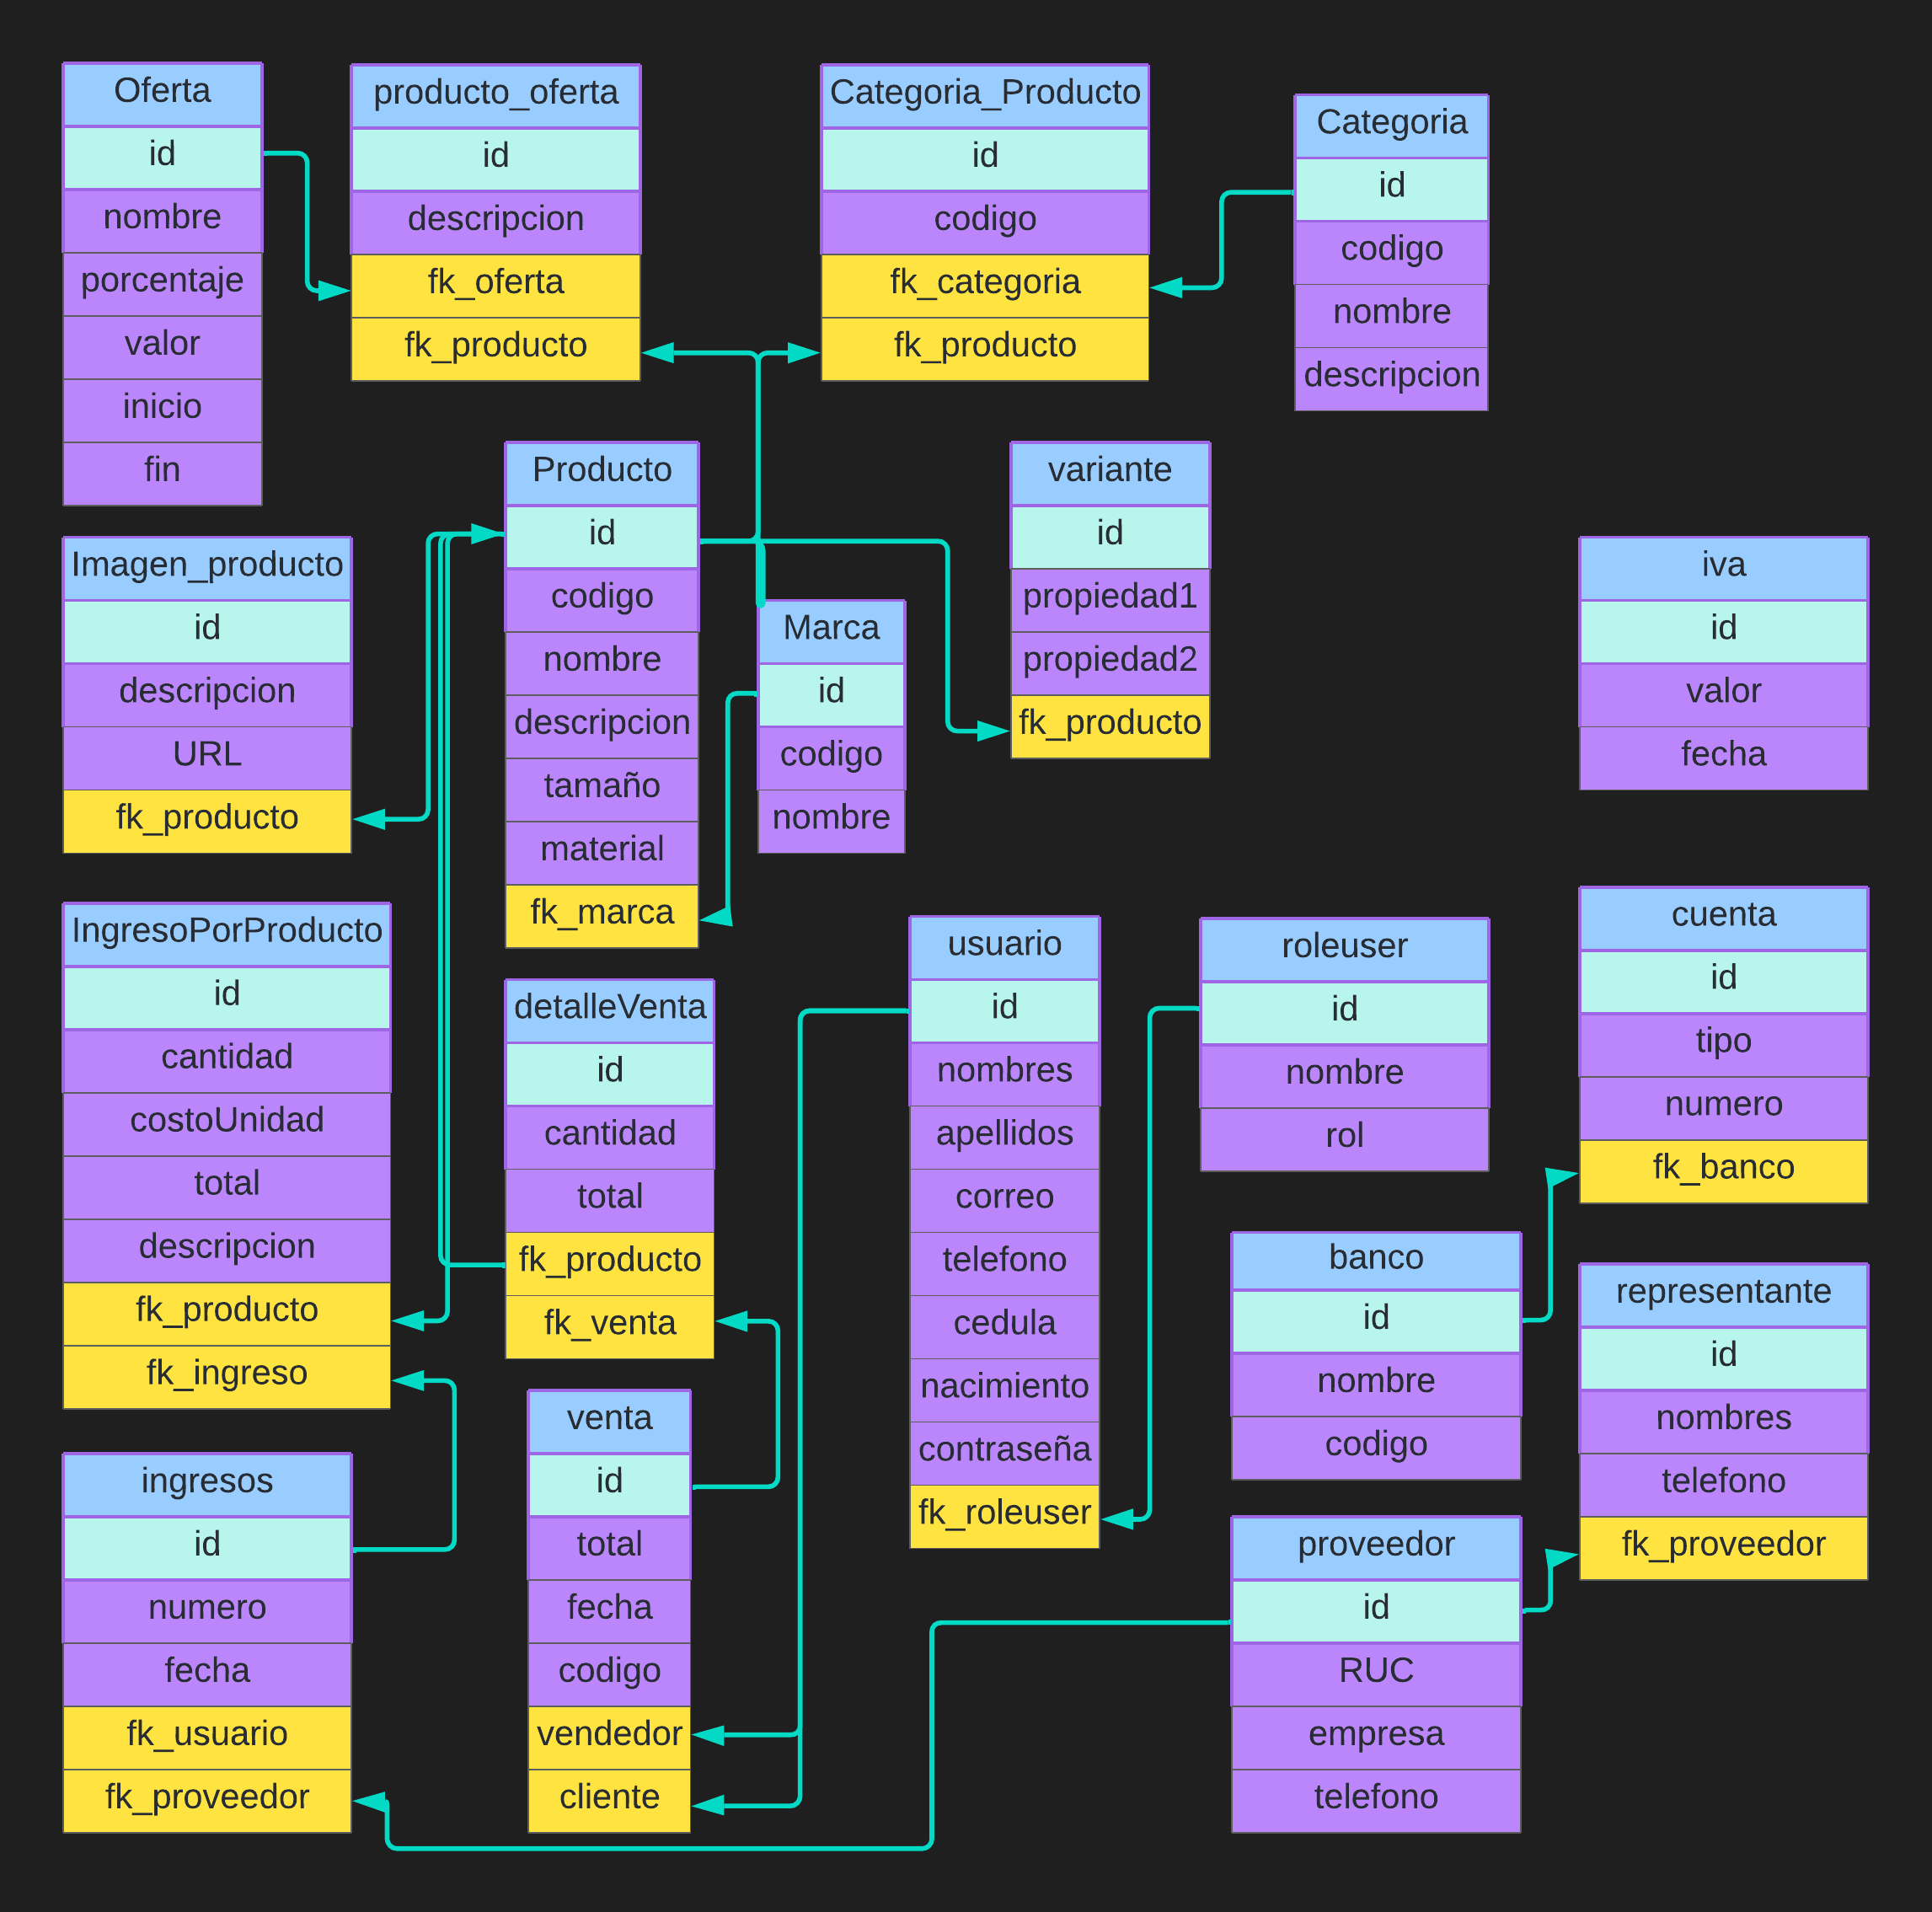 Oferta
id
nombre
porcentaje
valor
inicio
fin
producto_oferta
id
descripcion
fk_oferta
fk_producto
Categoria_Producto
id
codigo
fk_categoria
fk_producto
Categoria
id
codigo
nombre
descripcion
Producto
id
codigo
nombre
descripcion
tamaño
material
fk_marca
variante
id
propiedad1
propiedad2
fk_producto
Imagen_producto
id
descripcion
URL
fk_producto
Marca
id
codigo
nombre
iva
id
valor
fecha
IngresoPorProducto
id
cantidad
costoUnidad
total
descripcion
fk_producto
fk_ingreso
detalleVenta
id
cantidad
total
fk_producto
fk_venta
usuario
id
nombres
apellidos
correo
telefono
cedula
nacimiento
contraseña
fk_roleuser
roleuser
id
nombre
rol
cuenta
id
tipo
numero
fk_banco
banco
id
nombre
codigo
representante
id
nombres
telefono
fk_proveedor
ingresos
id
numero
fecha
fk_usuario
fk_proveedor
venta
id
total
fecha
codigo
vendedor
cliente
proveedor
id
RUC
empresa
telefono